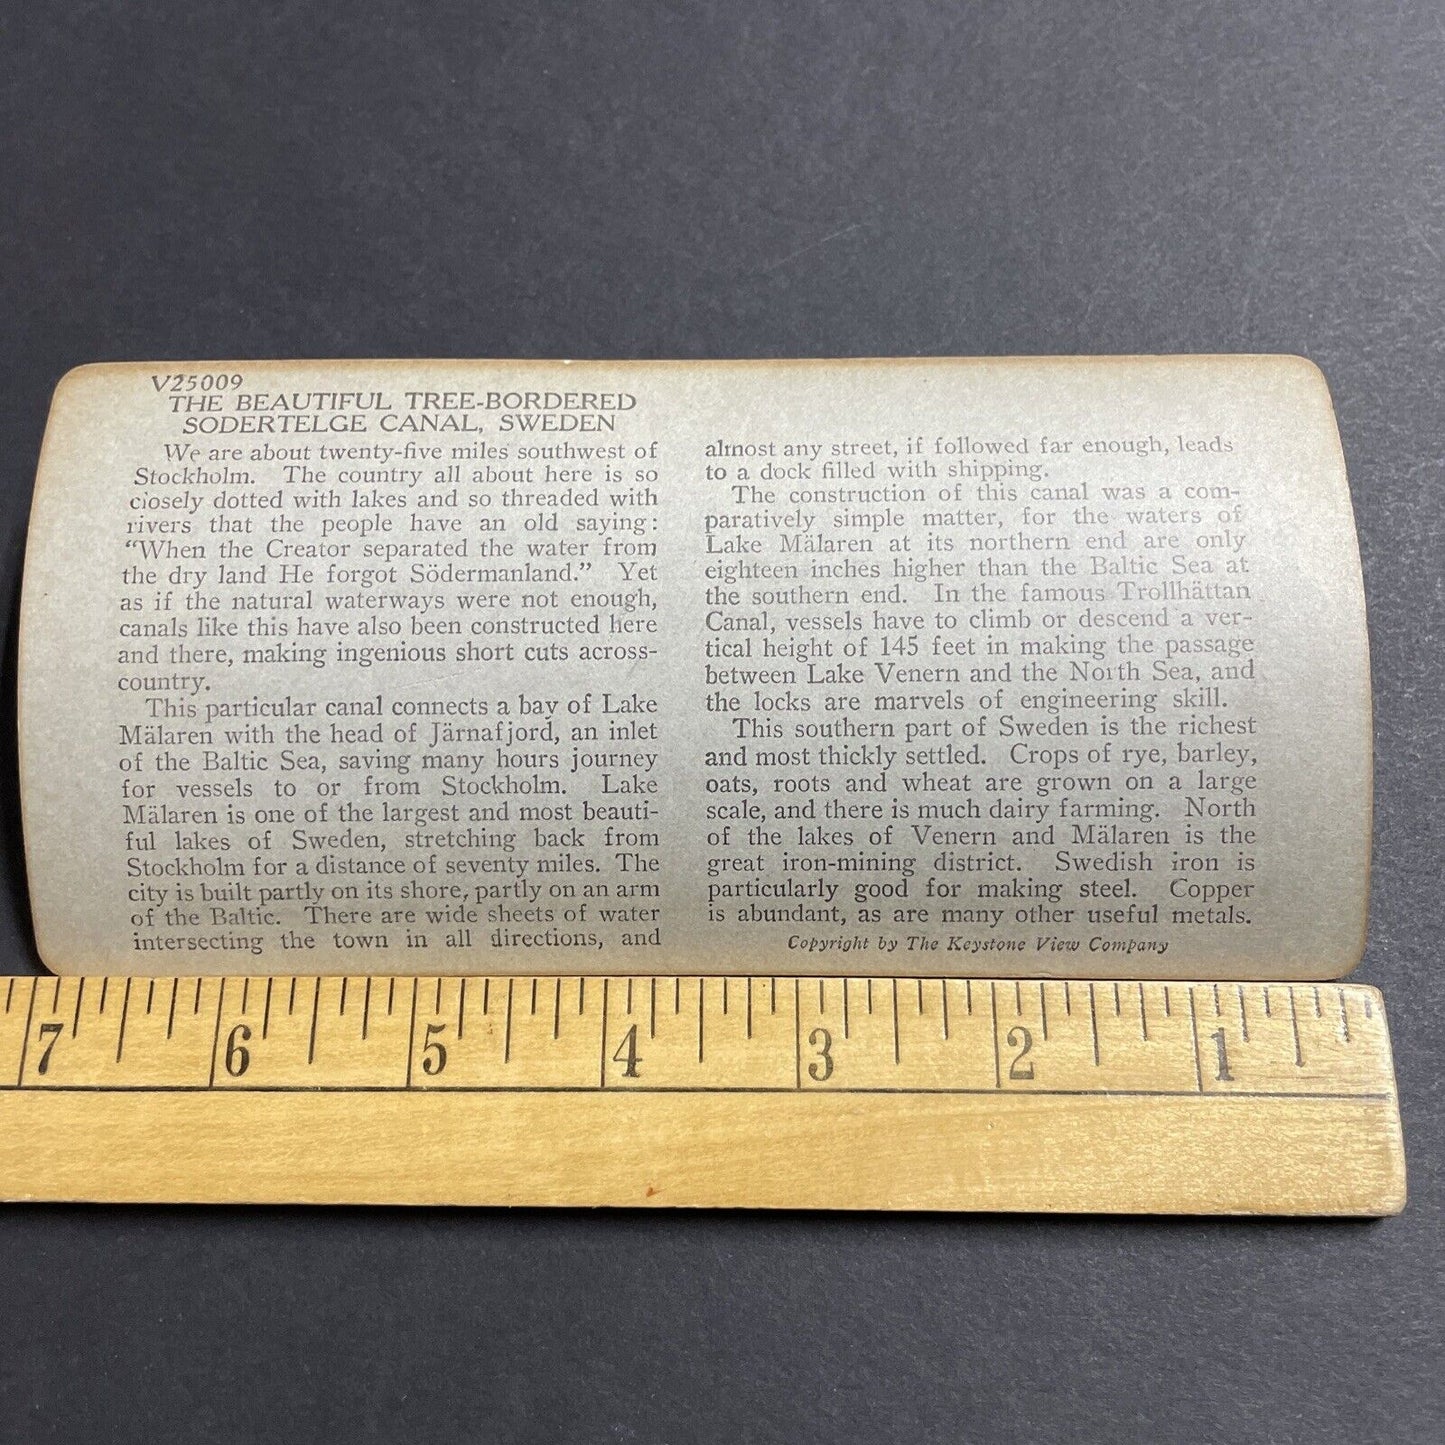 V25009
THE BEAUTIFUL TREE-BORDERED
SODERTELGE CANAL, SWEDEN
We are about twenty-five miles southwest of
Stockholm. The country all about here is so
closely dotted with lakes and so threaded with
rivers that the people have an old saying:
“When the Creator separated the water from
the dry land He forgot Södermanland.” Yet
as if the natural waterways were not enough,
canals like this have also been constructed here
and there, making ingenious short cuts across-
country.
This particular canal connects a bay of Lake
Mälaren with the head of Järnafjord, an inlet
of the Baltic Sea, saving many hours journey
for vessels to or from Stockholm. Lake
Mälaren is one of the largest and most beauti-
ful lakes of Sweden, stretching back from
Stockholm for a distance of seventy miles. The
city is built partly on its shore, partly on an arm
of the Baltic. There are wide sheets of water
intersecting the town in all directions, and
almost any street, if followed far enough, leads
to a dock filled with shipping.
The construction of this canal was a com-
paratively simple matter, for the waters of
Lake Mälaren at its northern end are only
eighteen inches higher than the Baltic Sea at
the southern end. In the famous Trollhättan
Canal, vessels have to climb or descend a ver-
tical height of 145 feet in making the passage
between Lake Venern and the North Sea, and
the locks are marvels of engineering skill.
This southern part of Sweden is the richest
and most thickly settled. Crops of rye, barley,
oats, roots and wheat are grown on a large
scale, and there is much dairy farming. North
of the lakes of Venern and Mälaren is the
great iron-mining district. Swedish iron is
particularly good for making steel. Copper
is abundant, as are many other useful metals.
Copyright by The Keystone View Company
7 6 5 4 3 2 1